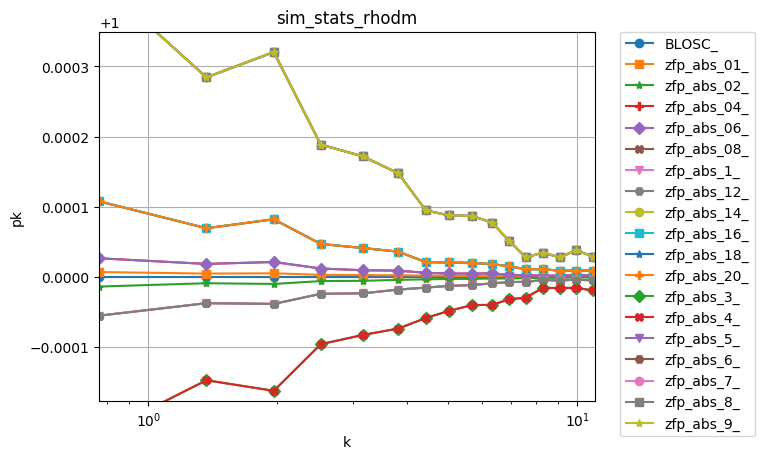 sim_stats_rhodm
+1
0.0003
0.0002
0.0001
0.0000
−0.0001
pk
10⁰
10¹
k
BLOSC_
zfp_abs_01_
zfp_abs_02_
zfp_abs_04_
zfp_abs_06_
zfp_abs_08_
zfp_abs_1_
zfp_abs_12_
zfp_abs_14_
zfp_abs_16_
zfp_abs_18_
zfp_abs_20_
zfp_abs_3_
zfp_abs_4_
zfp_abs_5_
zfp_abs_6_
zfp_abs_7_
zfp_abs_8_
zfp_abs_9_